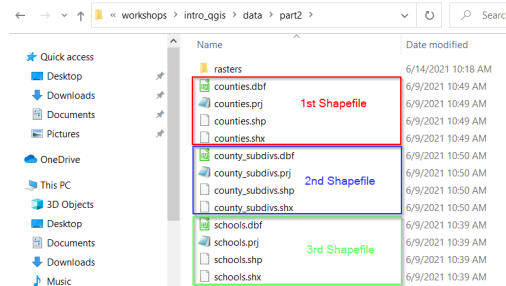 « workshops > intro_qgis > data > part2 >
Searc
Name
Date modified
Quick access
Desktop
Downloads
Documents
Pictures
OneDrive
This PC
3D Objects
Desktop
Documents
Downloads
Music
rasters 6/14/2021 10:18 AM
counties.dbf 6/9/2021 10:49 AM
counties.prj 1st Shapefile 6/9/2021 10:49 AM
counties.shp 6/9/2021 10:49 AM
counties.shx 6/9/2021 10:49 AM
county_subdivs.dbf 6/9/2021 10:50 AM
county_subdivs.prj 2nd Shapefile 6/9/2021 10:50 AM
county_subdivs.shp 6/9/2021 10:50 AM
county_subdivs.shx 6/9/2021 10:50 AM
schools.dbf 6/9/2021 10:39 AM
schools.prj 3rd Shapefile 6/9/2021 10:39 AM
schools.shp 6/9/2021 10:39 AM
schools.shx 6/9/2021 10:39 AM